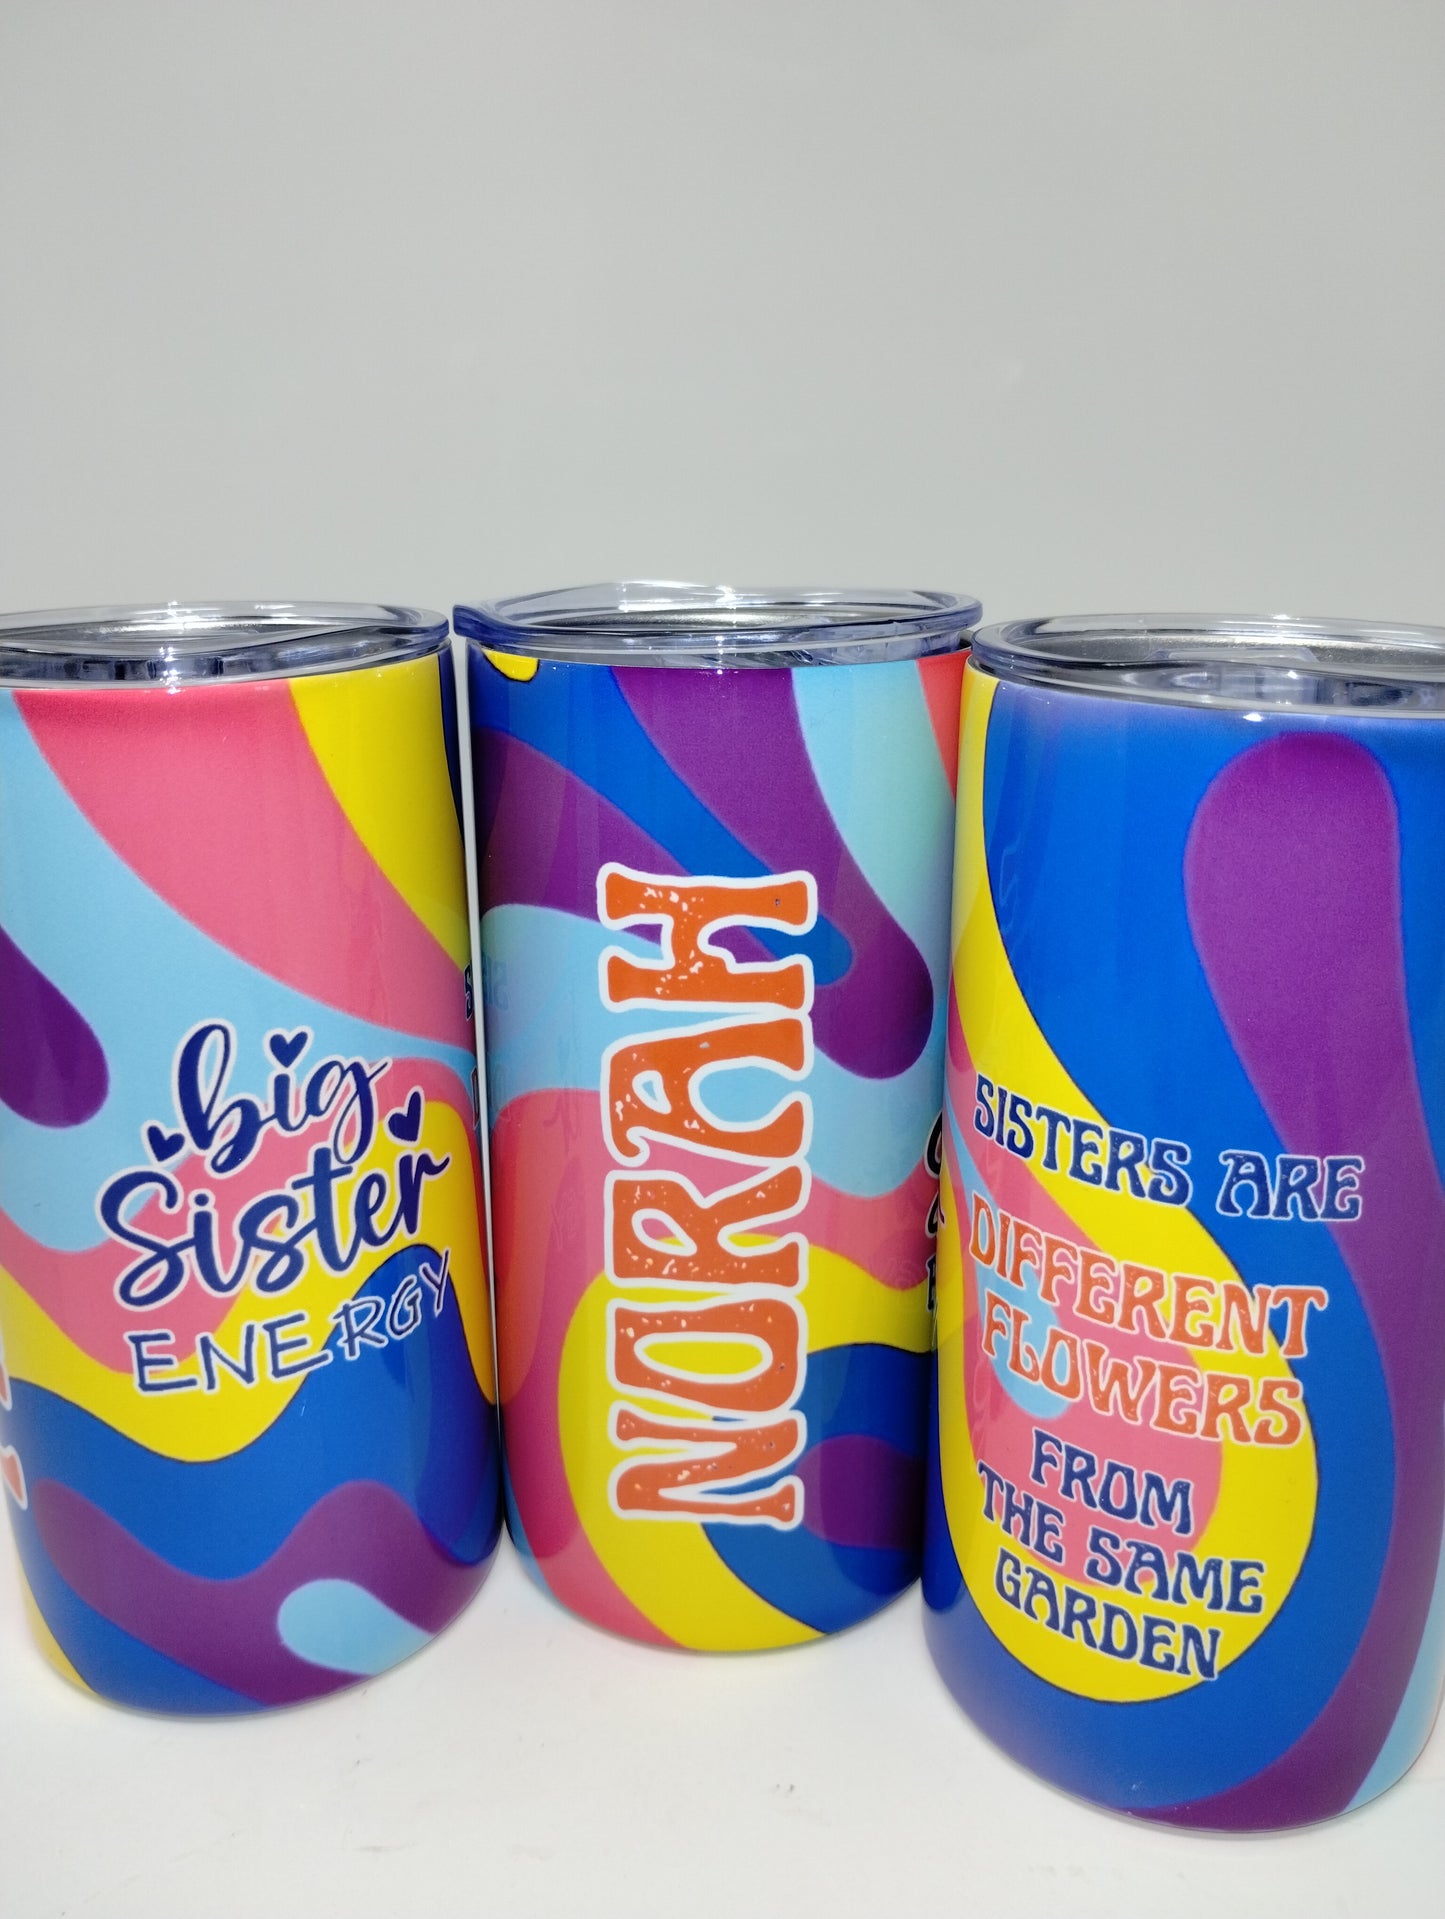 big
Sister
ENERGY
NORAH
SISTERS ARE
DIFFERENT
FLOWERS
FROM
THE SAME
GARDEN